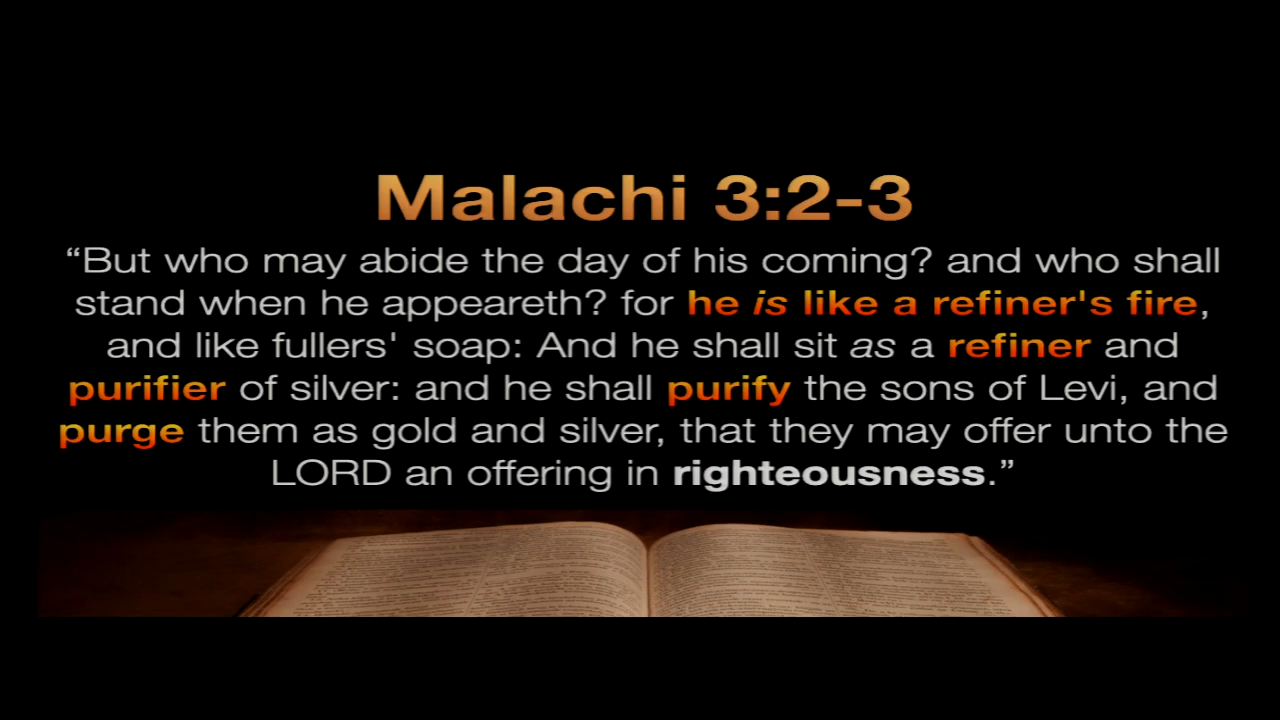 Malachi 3:2-3
“But who may abide the day of his coming? and who shall
stand when he appeareth? for he is like a refiner's fire,
and like fullers' soap: And he shall sit as a refiner and
purifier of silver: and he shall purify the sons of Levi, and
purge them as gold and silver, that they may offer unto the
LORD an offering in righteousness.”